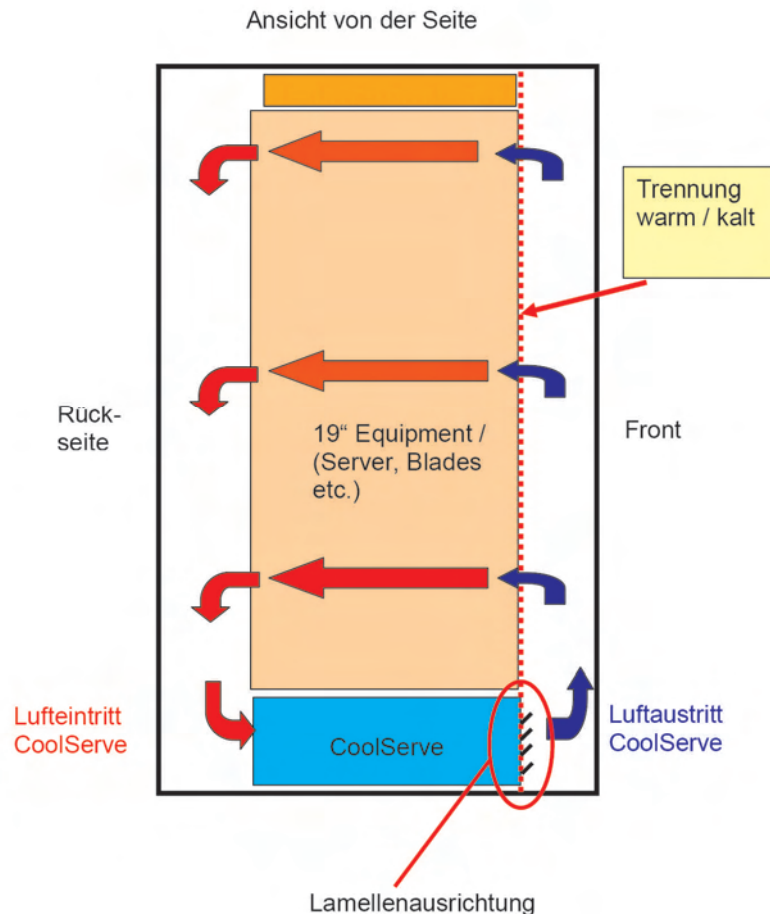 Ansicht von der Seite
Trennung
warm / kalt
Rück-
seite
19“ Equipment /
(Server, Blades
etc.)
Front
Lufteintritt
CoolServe
CoolServe
Luftaustritt
CoolServe
Lamellenausrichtung